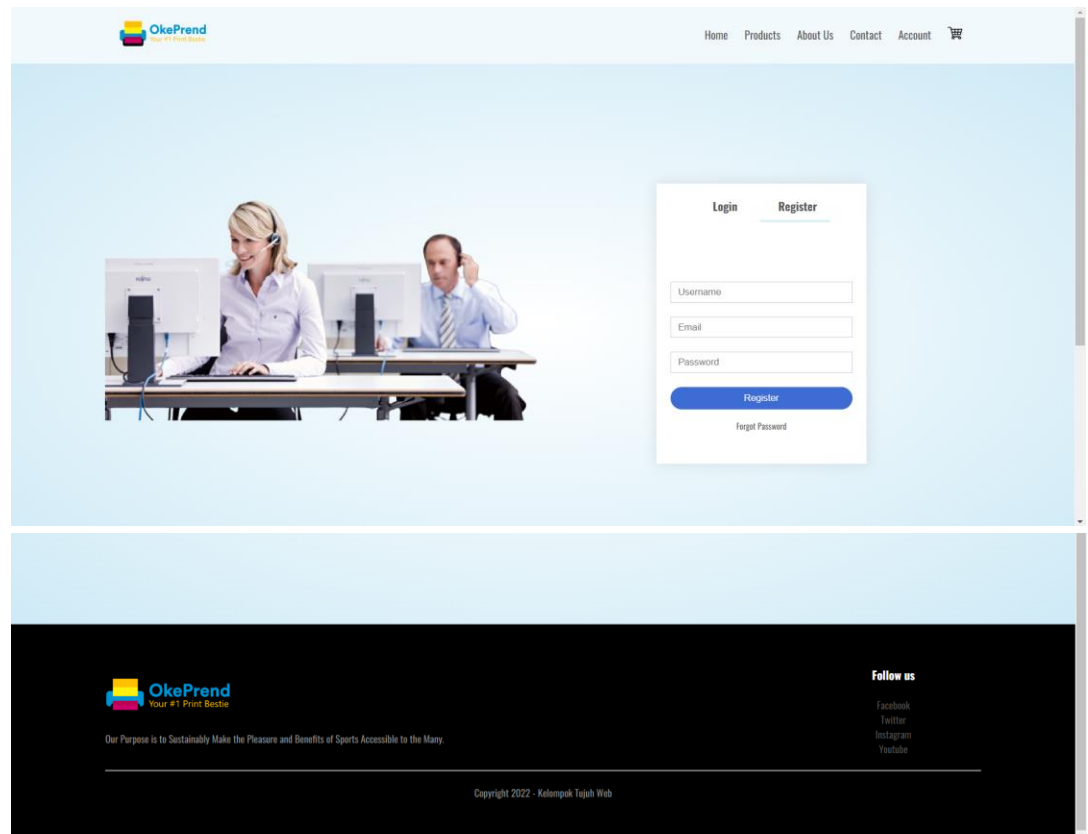 OkePrend
Your #1 Print Bestie
Home Products About Us Contact Account
Login Register
Username
Email
Password
Register
Forgot Password
OkePrend
Your #1 Print Bestie
Our Purpose is to Sustainably Make the Pleasure and Benefits of Sports Accessible to the Many.
Follow us
Facebook
Twitter
Instagram
Youtube
Copyright 2022 - Kelompok Tujuh Web